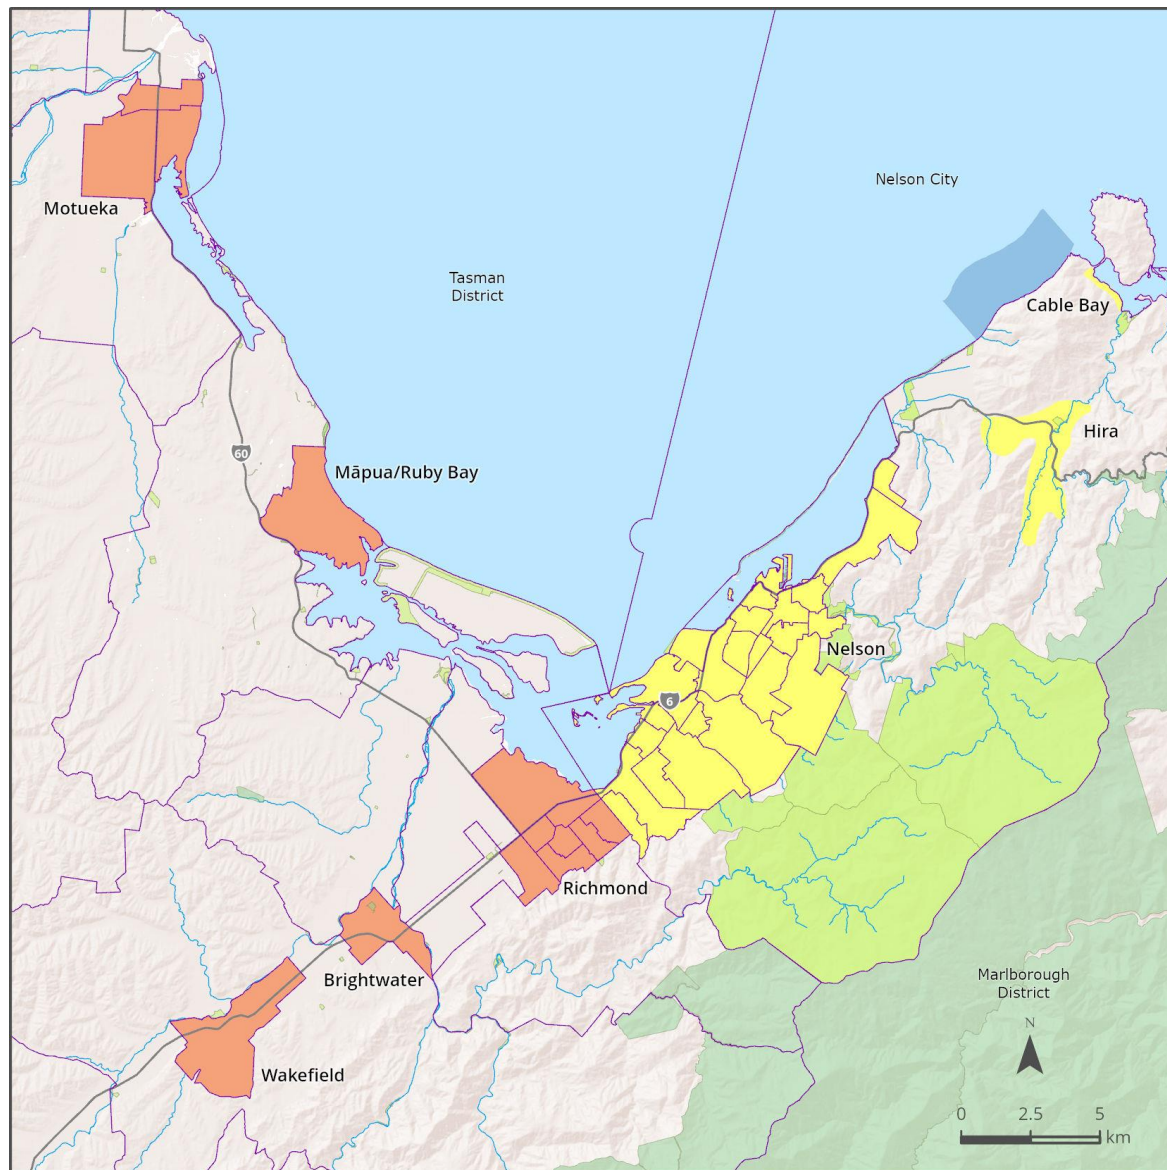 Nelson City
Motueka
Tasman
District
Cable Bay
Hira
60
Māpua/Ruby Bay
Nelson
6
Richmond
Brightwater
Marlborough
District
N
Wakefield
0 2.5 5
km